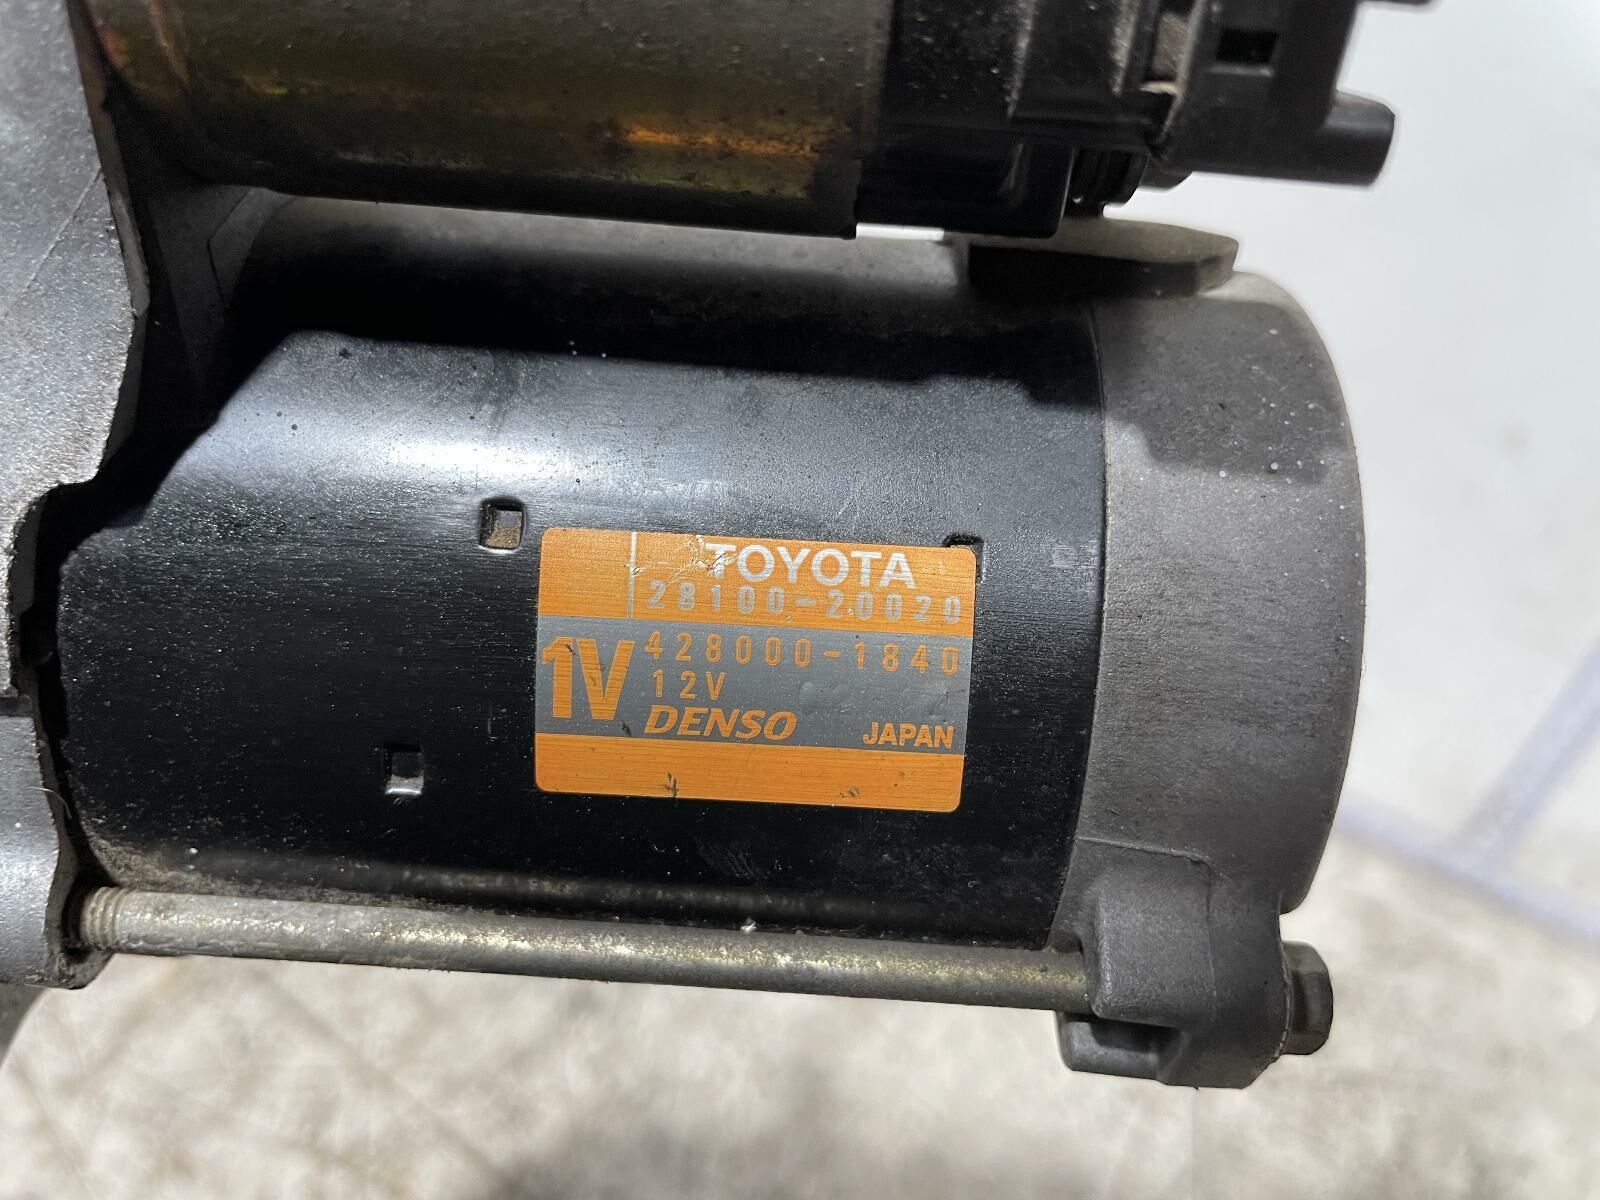 TOYOTA
28100-20020
1V
428000-1840
12V
DENSO JAPAN